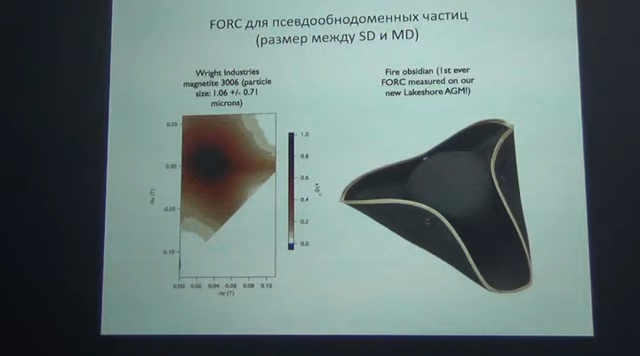 FORC для псевдообнодоменных частиц
(размер между SD и MD)
Wright Industries
magnetite 3006 (particle
size: 1.06 +/- 0.71
microns)
Fire obsidian (1st ever
FORC measured on our
new Lakeshore AGM!)
0.05
0.00
-0.05
-0.10
0.00 0.02 0.04 0.06 0.08 0.10
1.0
0.8
0.6
0.4
0.2
0.0